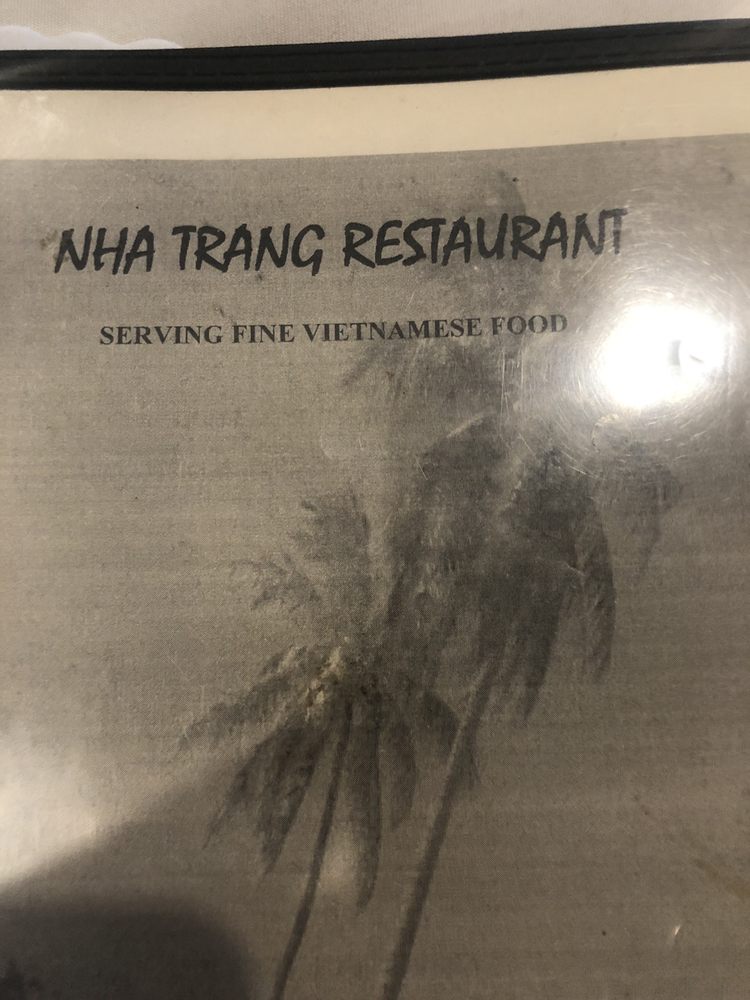 NHA TRANG RESTAURANT
SERVING FINE VIETNAMESE FOOD